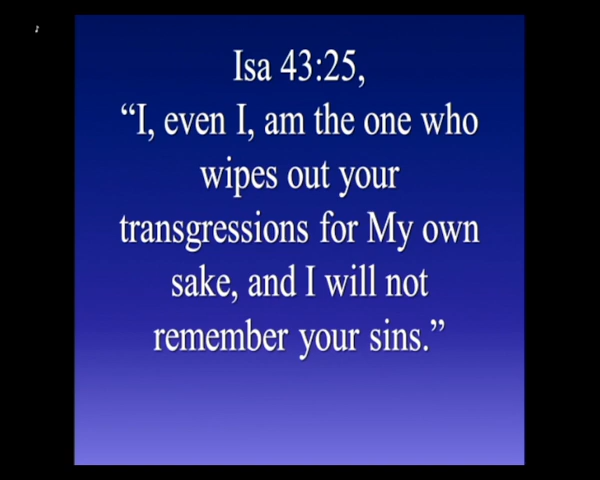 Isa 43:25,
“I, even I, am the one who
wipes out your
transgressions for My own
sake, and I will not
remember your sins.”